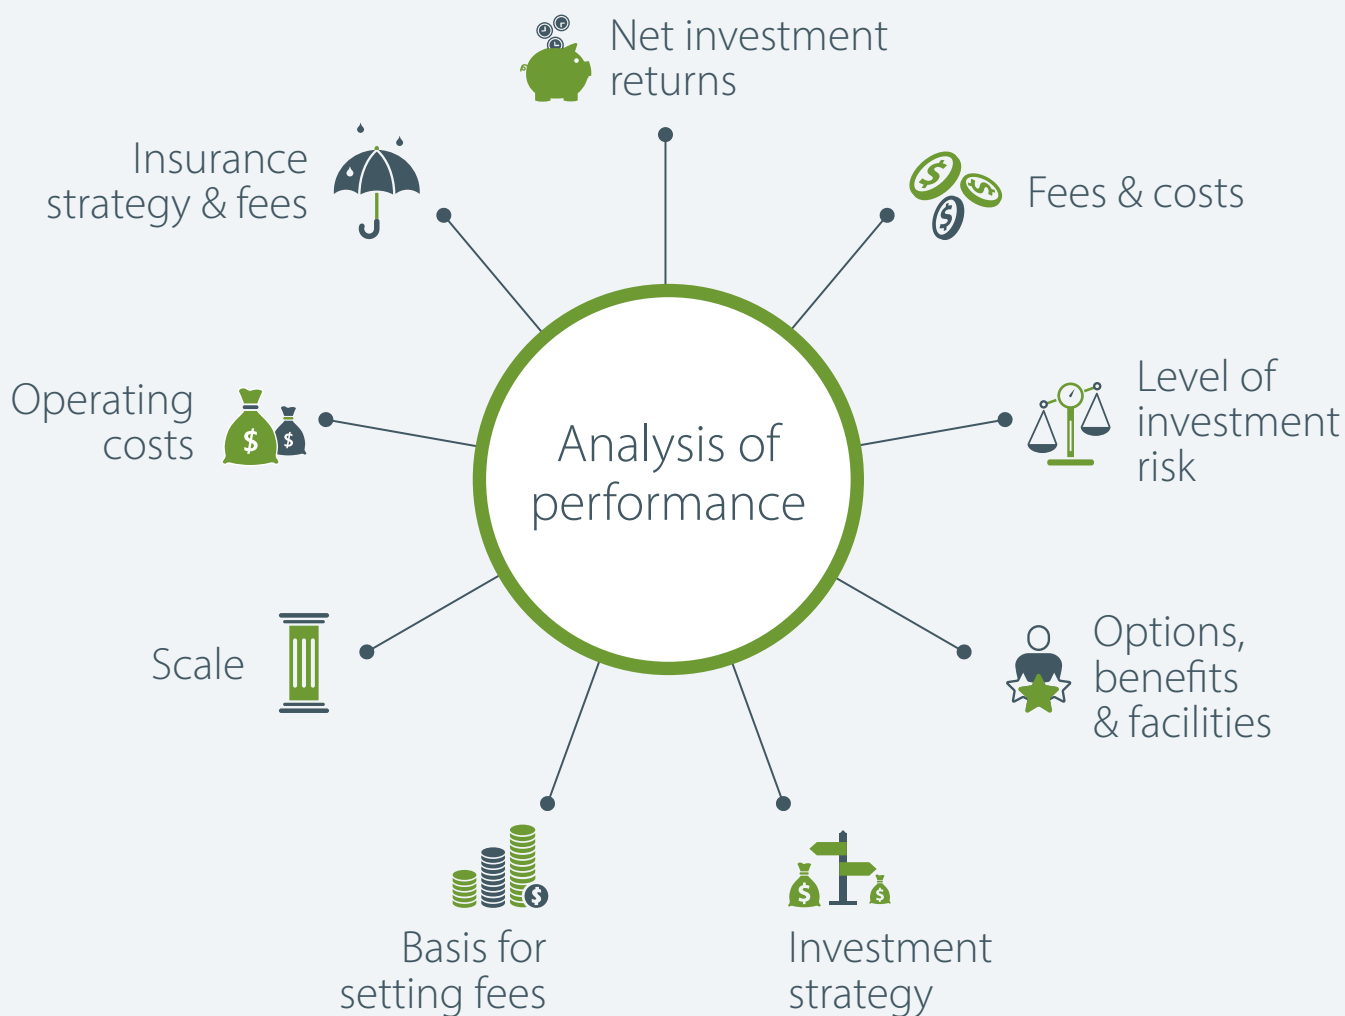 Net investment
returns
Fees & costs
Level of
investment
risk
Options,
benefits
& facilities
Investment
strategy
Basis for
setting fees
Scale
Operating
costs
Insurance
strategy & fees
Analysis of
performance
$
$
$
$
$
$
$
$